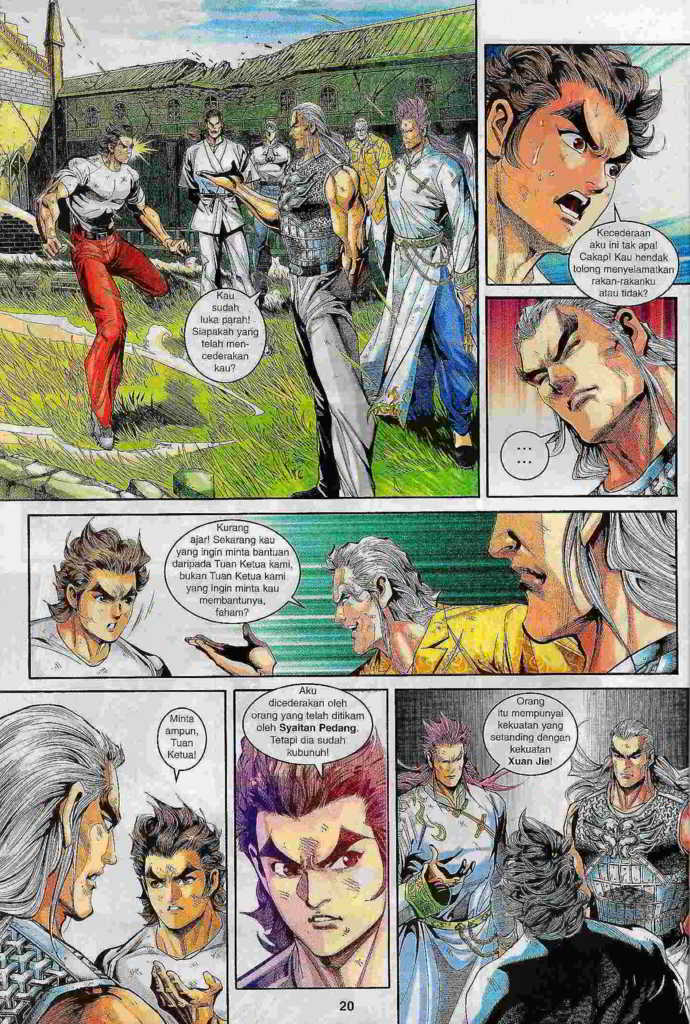 Kau
sudah
luka parah!
Siapakah yang
telah men-
cederakan
kau?
Kecederaan
aku ini tak apa!
Cakap! Kau hendak
tolong menyelamatkan
rakan-rakanku
atau tidak?
...
...
Kurang
ajar! Sekarang kau
yang ingin minta bantuan
daripada Tuan Ketua kami,
bukan Tuan Ketua kami
yang ingin minta kau
membantunya,
faham?
Minta
ampun,
Tuan
Ketua!
Aku
dicederakan oleh
orang yang telah ditikam
oleh Syaitan Pedang.
Tetapi dia sudah
kubunuh!
Orang
itu mempunyai
kekuatan yang
setanding dengan
kekuatan
Xuan Jie!
20